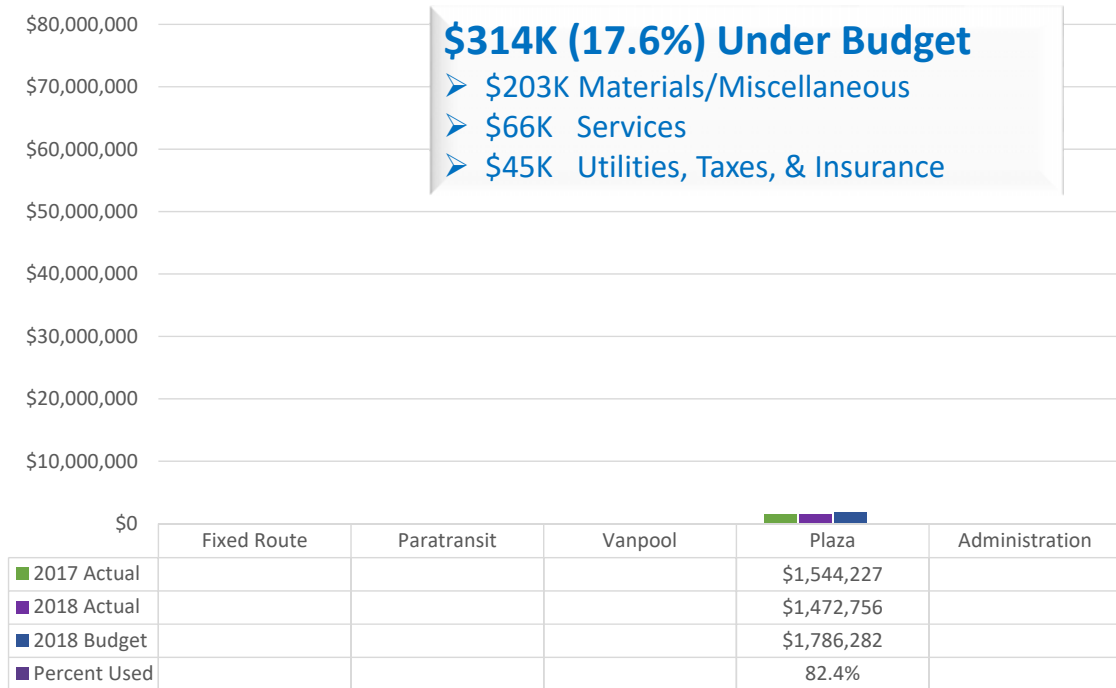 $80,000,000
$70,000,000
$60,000,000
$50,000,000
$40,000,000
$30,000,000
$20,000,000
$10,000,000
$0
$314K (17.6%) Under Budget
➢ $203K Materials/Miscellaneous
➢ $66K Services
➢ $45K Utilities, Taxes, & Insurance
Fixed Route Paratransit Vanpool Plaza Administration
2017 Actual $1,544,227
2018 Actual $1,472,756
2018 Budget $1,786,282
Percent Used 82.4%